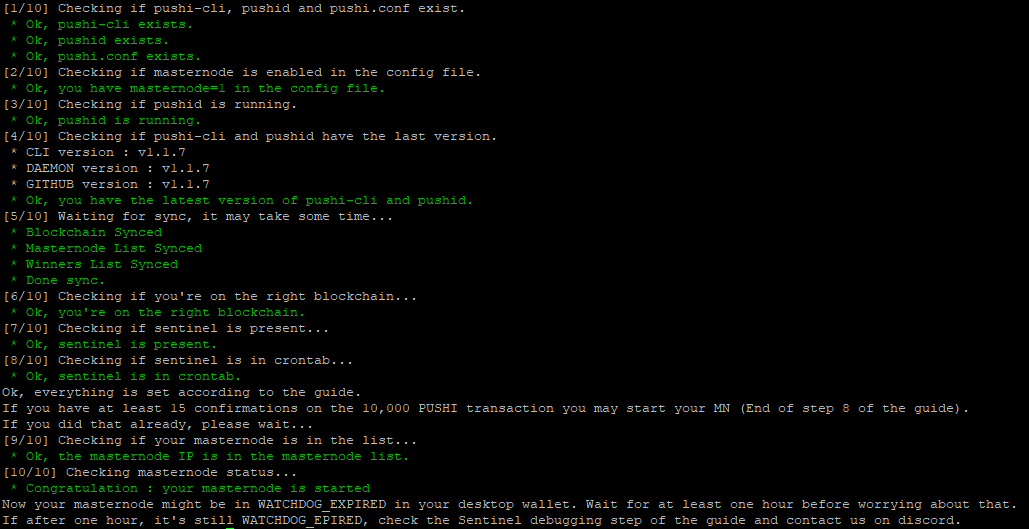 [1/10] Checking if pushi-cli, pushid and pushi.conf exist.
* Ok, pushi-cli exists.
* Ok, pushid exists.
* Ok, pushi.conf exists.
[2/10] Checking if masternode is enabled in the config file.
* Ok, you have masternode=1 in the config file.
[3/10] Checking if pushid is running.
* Ok, pushid is running.
[4/10] Checking if pushi-cli and pushid have the last version.
* CLI version : v1.1.7
* DAEMON version : v1.1.7
* GITHUB version : v1.1.7
* Ok, you have the latest version of pushi-cli and pushid.
[5/10] Waiting for sync, it may take some time...
* Blockchain Synced
* Masternode List Synced
* Winners List Synced
* Done sync.
[6/10] Checking if you're on the right blockchain...
* Ok, you're on the right blockchain.
[7/10] Checking if sentinel is present...
* Ok, sentinel is present.
[8/10] Checking if sentinel is in crontab...
* Ok, sentinel is in crontab.
Ok, everything is set according to the guide.
If you have at least 15 confirmations on the 10,000 PUSHI transaction you may start your MN (End of step 8 of the guide).
If you did that already, please wait...
[9/10] Checking if your masternode is in the list...
* Ok, the masternode IP is in the masternode list.
[10/10] Checking masternode status...
* Congratulation : your masternode is started
Now your masternode might be in WATCHDOG_EXPIRED in your desktop wallet. Wait for at least one hour before worrying about that.
If after one hour, it's still WATCHDOG_EPIRED, check the Sentinel debugging step of the guide and contact us on discord.